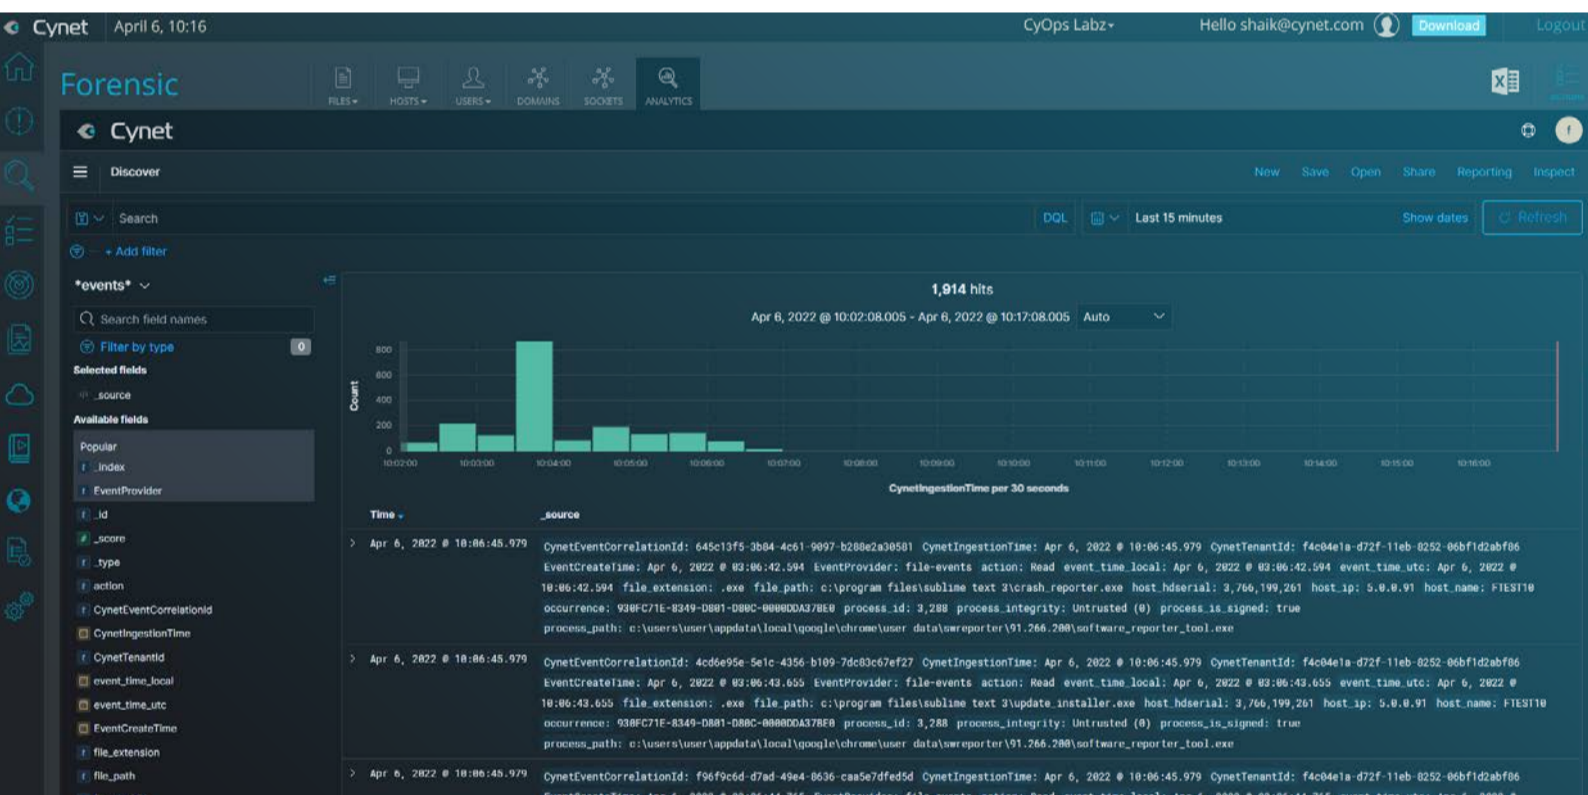 Cynet April 6, 10:16 CyOps Labz Hello shaik@cynet.com Download Logout
Forensic FILES HOSTS USERS DOMAINS SOCKETS ANALYTICS
Cynet f
Discover New Save Open Share Reporting Inspect
Search DQL Last 15 minutes Show dates Refresh
+ Add filter
*events*
Search field names
Filter by type 0
Selected fields
_source
Available fields
Popular
t _index
t EventProvider
t _id
# _score
t _type
t action
t CynetEventCorrelationId
CynetIngestionTime
t CynetTenantId
event_time_local
event_time_utc
EventCreateTime
t file_extension
t file_path
1,914 hits
Apr 6, 2022 @ 10:02:08.005 - Apr 6, 2022 @ 10:17:08.005 Auto
800
600
400
200
0
Count
10:02:00 10:03:00 10:04:00 10:05:00 10:06:00 10:07:00 10:08:00 10:09:00 10:10:00 10:11:00 10:12:00 10:13:00 10:14:00 10:15:00 10:16:00
CynetIngestionTime per 30 seconds
Time _source
Apr 6, 2022 @ 10:06:45.979 CynetEventCorrelationId: 645c13f5-3b84-4c61-9097-b288e2a30581 CynetIngestionTime: Apr 6, 2022 @ 10:06:45.979 CynetTenantId: f4c04e1a-d72f-11eb-8252-06bf1d2abf06
EventCreateTime: Apr 6, 2022 @ 03:06:42.594 EventProvider: file-events action: Read event_time_local: Apr 6, 2022 @ 03:06:42.594 event_time_utc: Apr 6, 2022 @
10:06:42.594 file_extension: .exe file_path: c:\program files\sublime text 3\crash_reporter.exe host_hdserial: 3,766,199,261 host_ip: 5.0.0.91 host_name: FTEST10
occurrence: 930FC71E-8349-D801-D80C-0000DDA378E0 process_id: 3,288 process_integrity: Untrusted (0) process_is_signed: true
process_path: c:\users\user\appdata\local\google\chrome\user data\swreporter\91.266.200\software_reporter_tool.exe
Apr 6, 2022 @ 10:06:45.979 CynetEventCorrelationId: 4cd6e95e-5e1c-4356-b109-7dc83c67ef27 CynetIngestionTime: Apr 6, 2022 @ 10:06:45.979 CynetTenantId: f4c04e1a-d72f-11eb-8252-06bf1d2abf06
EventCreateTime: Apr 6, 2022 @ 03:06:43.655 EventProvider: file-events action: Read event_time_local: Apr 6, 2022 @ 03:06:43.655 event_time_utc: Apr 6, 2022 @
10:06:43.655 file_extension: .exe file_path: c:\program files\sublime text 3\update_installer.exe host_hdserial: 3,766,199,261 host_ip: 5.0.0.91 host_name: FTEST10
occurrence: 930FC71E-8349-D801-D80C-0000DDA378E0 process_id: 3,288 process_integrity: Untrusted (0) process_is_signed: true
process_path: c:\users\user\appdata\local\google\chrome\user data\swreporter\91.266.200\software_reporter_tool.exe
Apr 6, 2022 @ 10:06:45.979 CynetEventCorrelationId: f96f9c6d-d7ad-49e4-8636-caa5e7dfed5d CynetIngestionTime: Apr 6, 2022 @ 10:06:45.979 CynetTenantId: f4c04e1a-d72f-11eb-8252-06bf1d2abf06